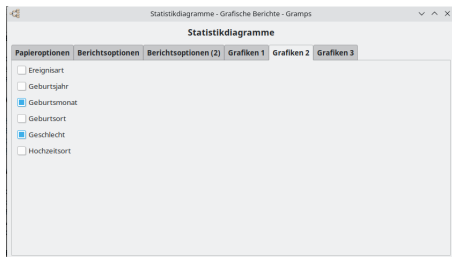 Statistikdiagramme - Grafische Berichte - Gramps
Statistikdiagramme
Papieroptionen Berichtsoptionen Berichtsoptionen (2) Grafiken 1 Grafiken 2 Grafiken 3
Ereignisart
Geburtsjahr
Geburtsmonat
Geburtsort
Geschlecht
Hochzeitsort